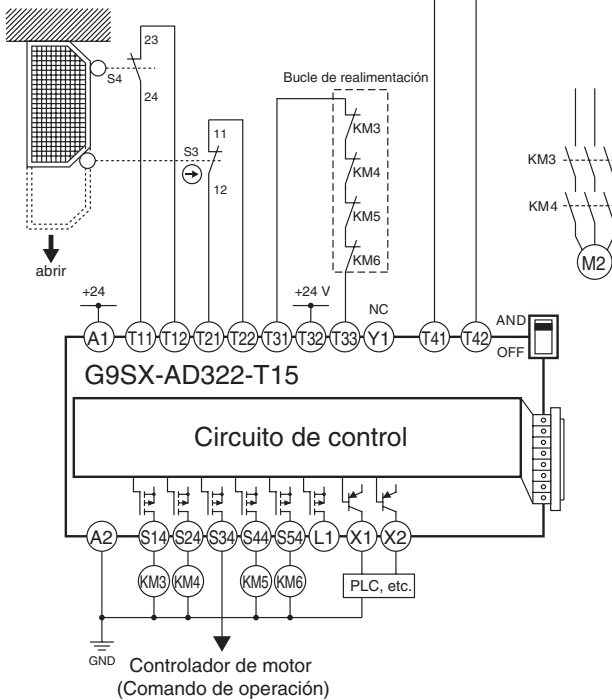 23
S4
24
Bucle de realimentación
11
S3
12
KM3
KM4
KM5
KM6
KM3
KM4
M2
abrir
+24
+24 V
NC
AND
OFF
A1 T11 T12 T21 T22 T31 T32 T33 Y1 T41 T42
G9SX-AD322-T15
Circuito de control
A2 S14 S24 S34 S44 S54 L1 X1 X2
KM3 KM4 KM5 KM6 PLC, etc.
GND
Controlador de motor
(Comando de operación)